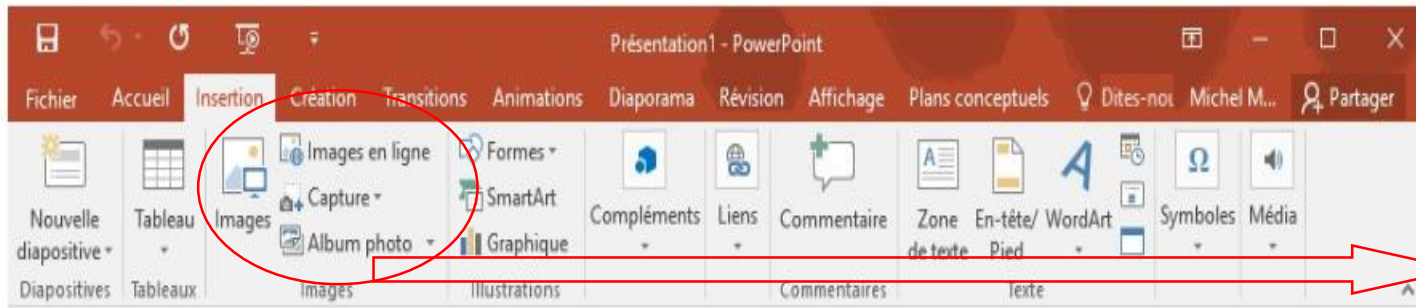 Présentation1 - PowerPoint
Fichier Accueil Insertion Création Transitions Animations Diaporama Révision Affichage Plans conceptuels Dites-nou Michel M... Partager
Images en ligne Formes
Capture SmartArt
Nouvelle diapositive Tableau Images Album photo Graphique Compléments Liens Commentaire Zone de texte En-tête/ Pied WordArt Symboles Média
Diapositives Tableaux Images Illustrations Commentaires Texte